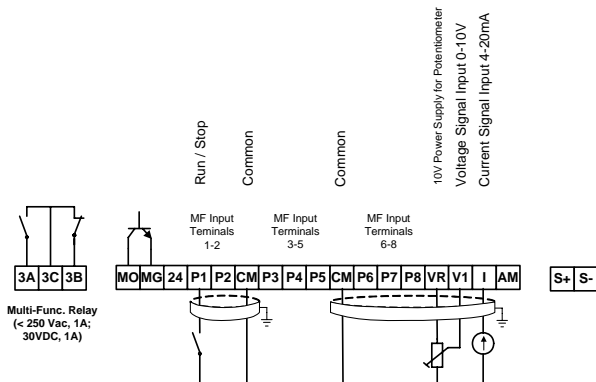 10V Power Supply for Potentiometer
Voltage Signal Input 0-10V
Current Signal Input 4-20mA
Run / Stop
Common
Common
MF Input
Terminals
1-2
MF Input
Terminals
3-5
MF Input
Terminals
6-8
3A 3C 3B
MO MG 24 P1 P2 CM P3 P4 P5 CM P6 P7 P8 VR V1 I AM
S+ S-
Multi-Func. Relay
(< 250 Vac, 1A;
30VDC, 1A)